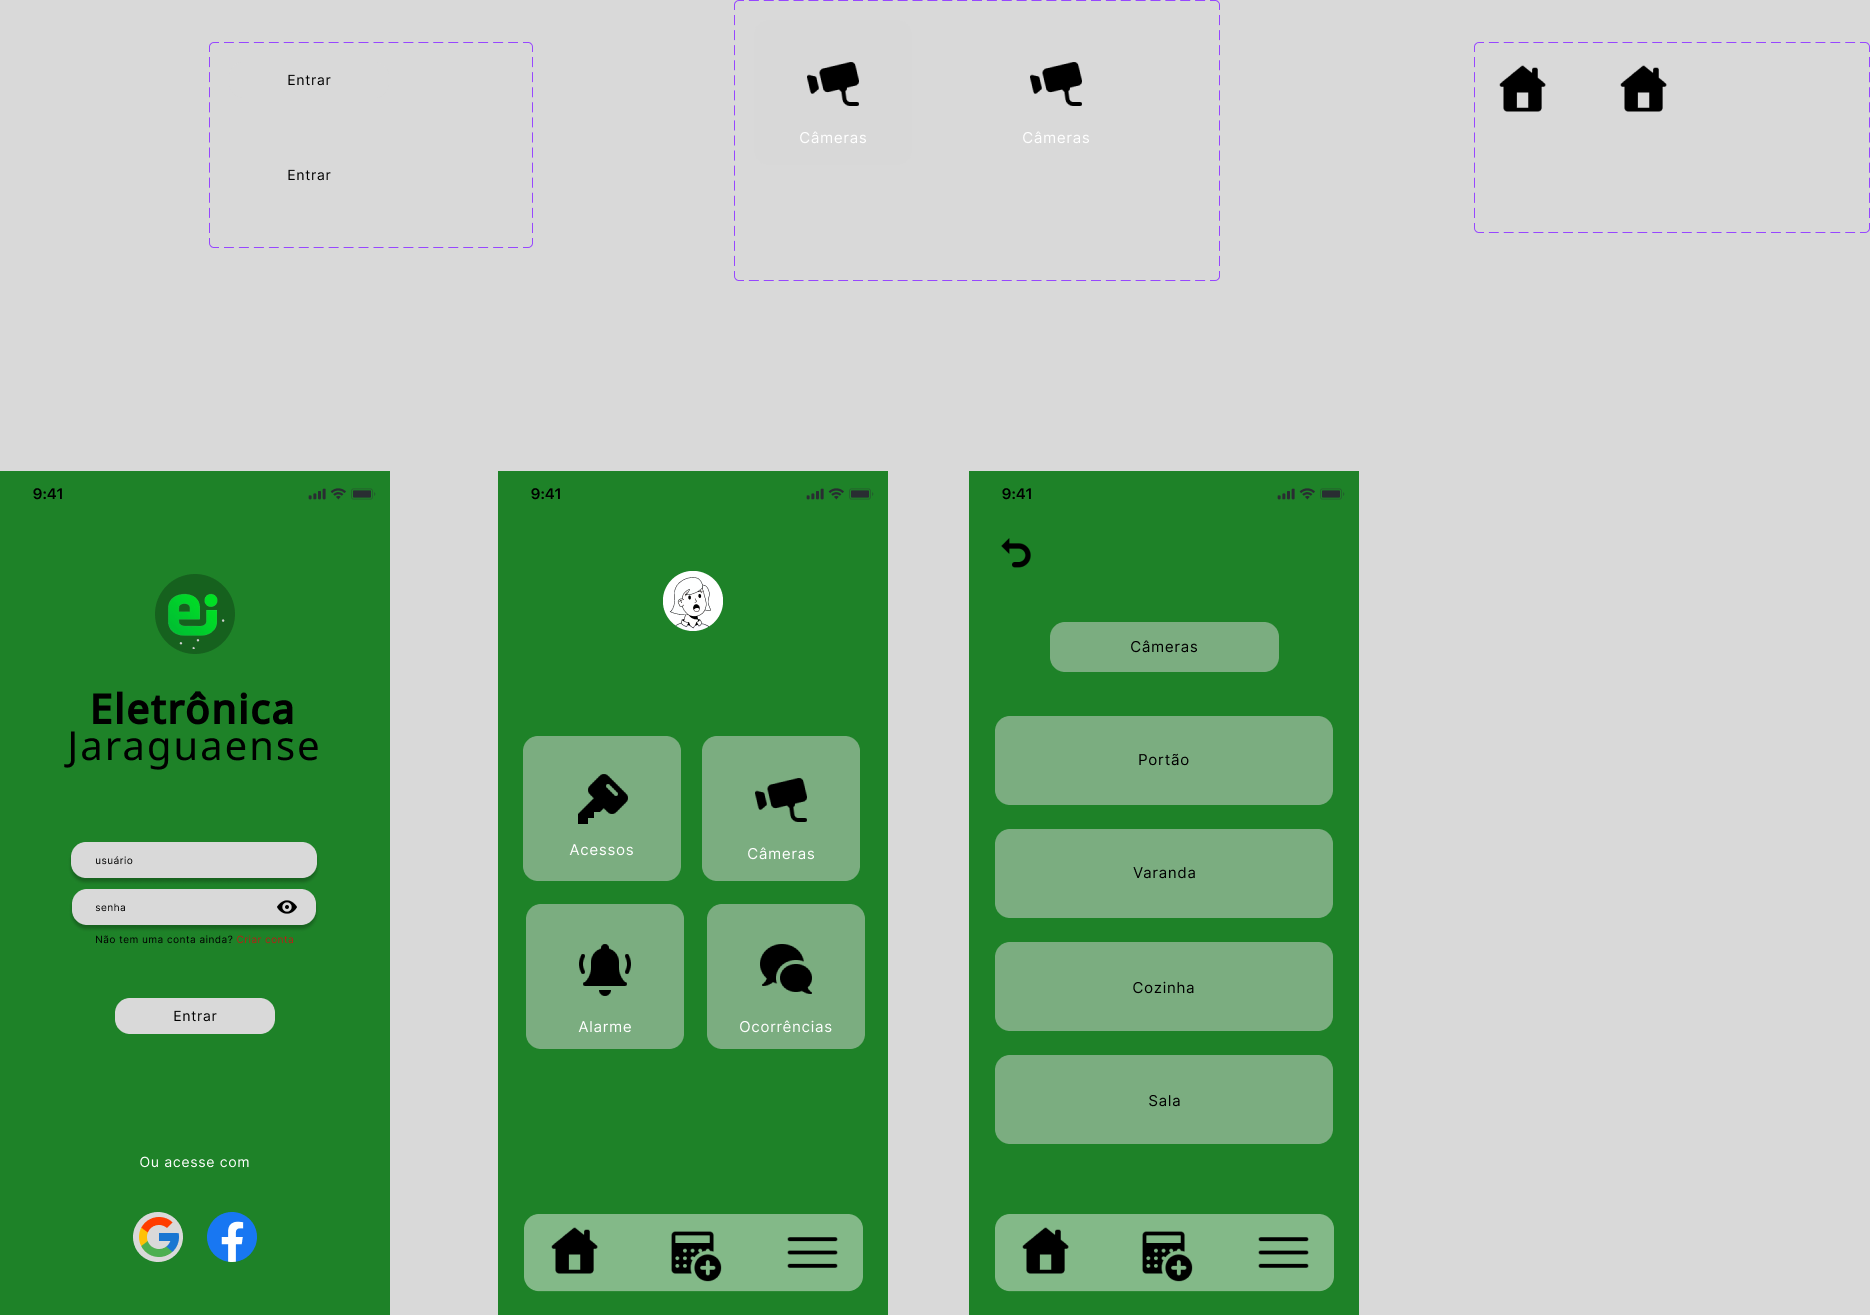 Entrar
Entrar
Câmeras
Câmeras
9:41
ej
Eletrônica
Jaraguaense
usuário
senha
Não tem uma conta ainda? Criar conta
Entrar
Ou acesse com
9:41
Acessos
Câmeras
Alarme
Ocorrências
9:41
Câmeras
Portão
Varanda
Cozinha
Sala